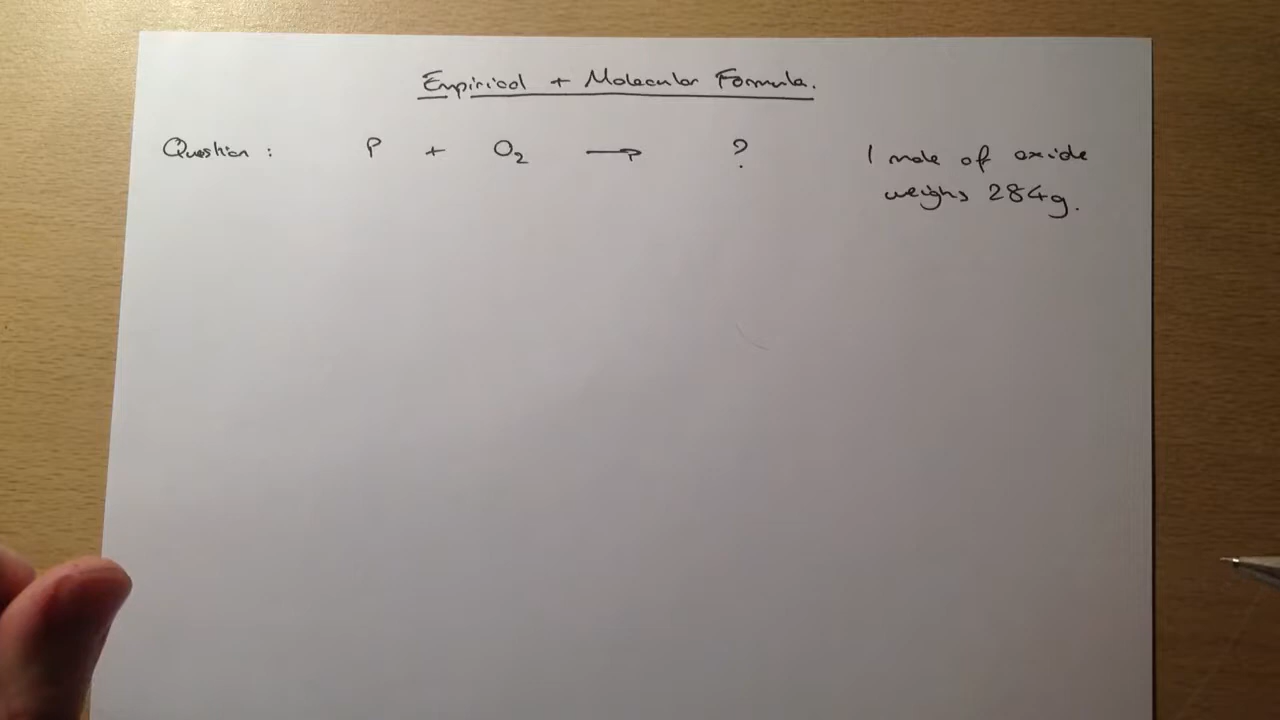 Empirical + Molecular Formula.
Question : P + O₂ → ? 1 mole of oxide
weighs 284g.